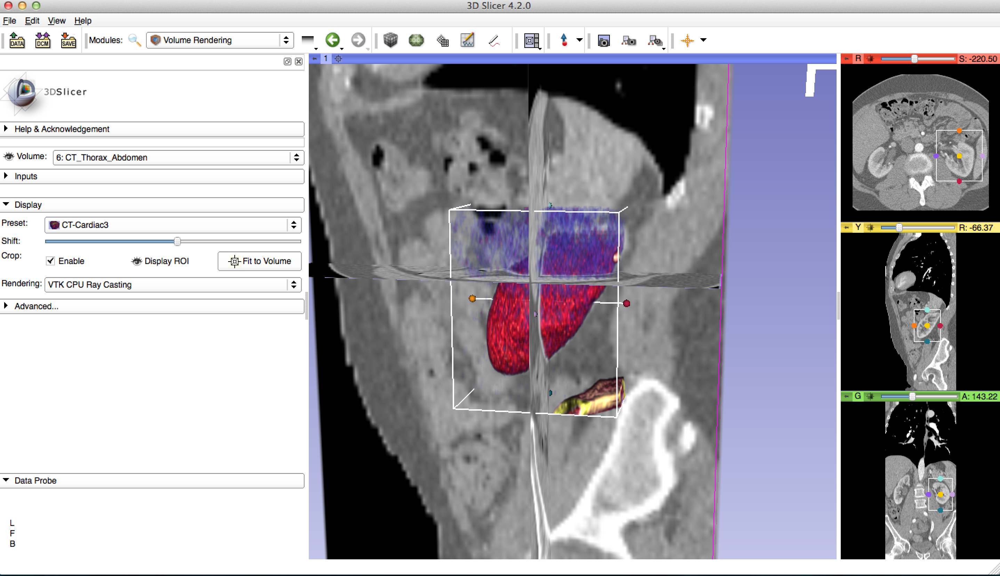 3D Slicer 4.2.0
File Edit View Help
DATA DCM SAVE Modules: Volume Rendering
1
R S: -220.50
3DSlicer
Help & Acknowledgement
Volume: 6: CT_Thorax_Abdomen
Inputs
Display
Preset: CT-Cardiac3
Shift:
Crop: Enable Display ROI Fit to Volume
Rendering: VTK CPU Ray Casting
Advanced...
Y R: -66.37
G A: 143.22
Data Probe
L
F
B